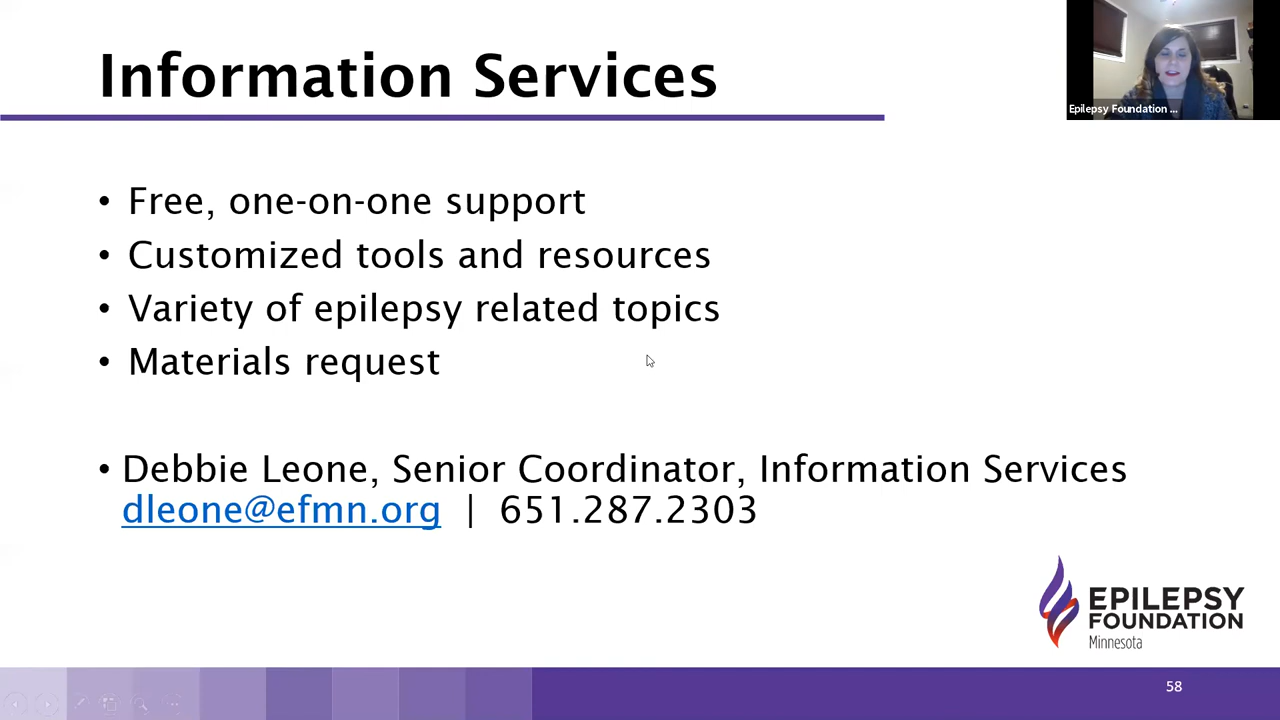 Information Services
Epilepsy Foundation ...
• Free, one-on-one support
• Customized tools and resources
• Variety of epilepsy related topics
• Materials request
• Debbie Leone, Senior Coordinator, Information Services
dleone@efmn.org | 651.287.2303
EPILEPSY
FOUNDATION
Minnesota
58